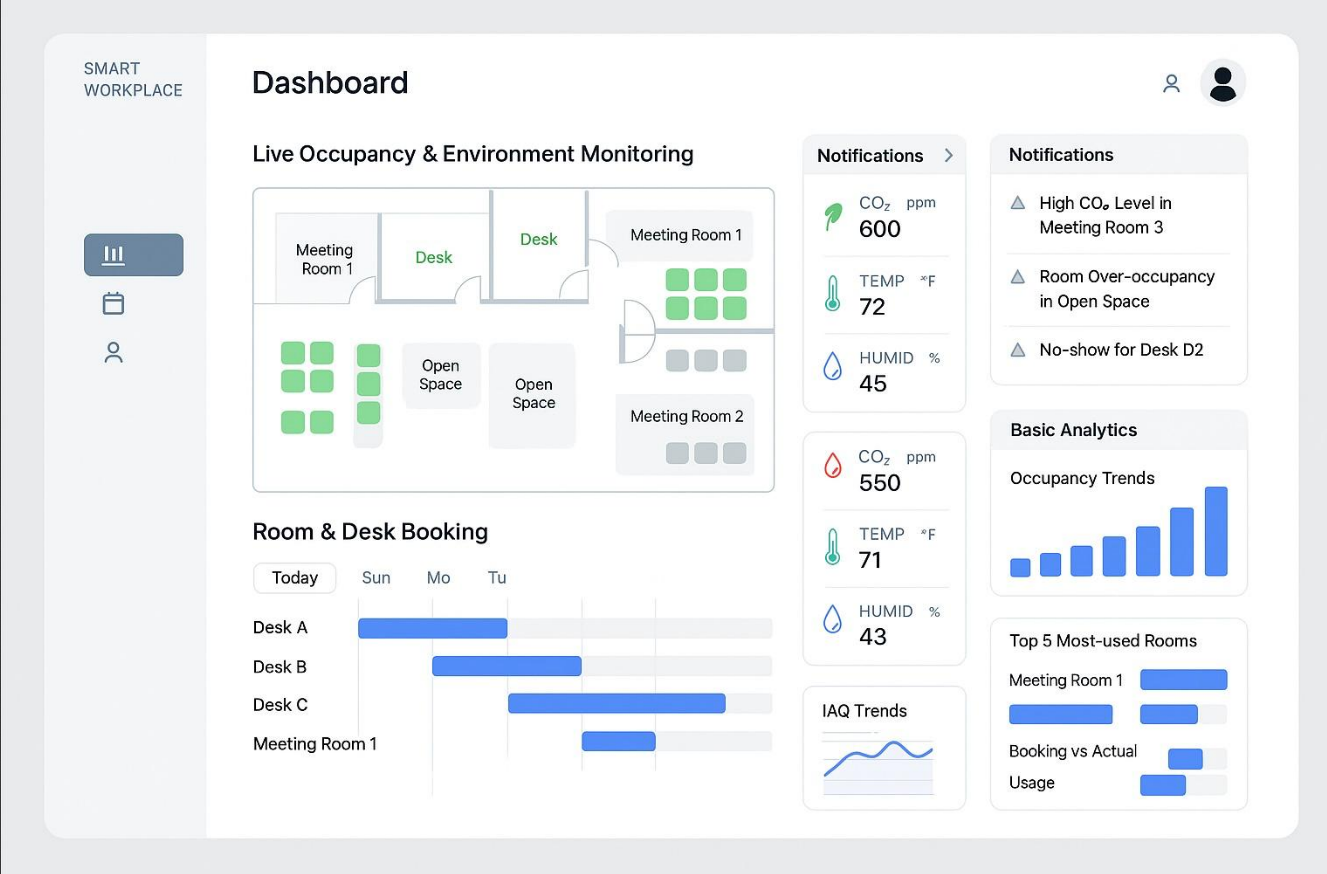 SMART
WORKPLACE
Dashboard
Live Occupancy & Environment Monitoring
Meeting
Room 1
Desk
Desk
Meeting Room 1
Open
Space
Open
Space
Meeting Room 2
Room & Desk Booking
Today Sun Mo Tu
Desk A
Desk B
Desk C
Meeting Room 1
Notifications
CO₂ ppm
600
TEMP °F
72
HUMID %
45
CO₂ ppm
550
TEMP °F
71
HUMID %
43
IAQ Trends
Notifications
High CO₂ Level in
Meeting Room 3
Room Over-occupancy
in Open Space
No-show for Desk D2
Basic Analytics
Occupancy Trends
Top 5 Most-used Rooms
Meeting Room 1
Booking vs Actual
Usage